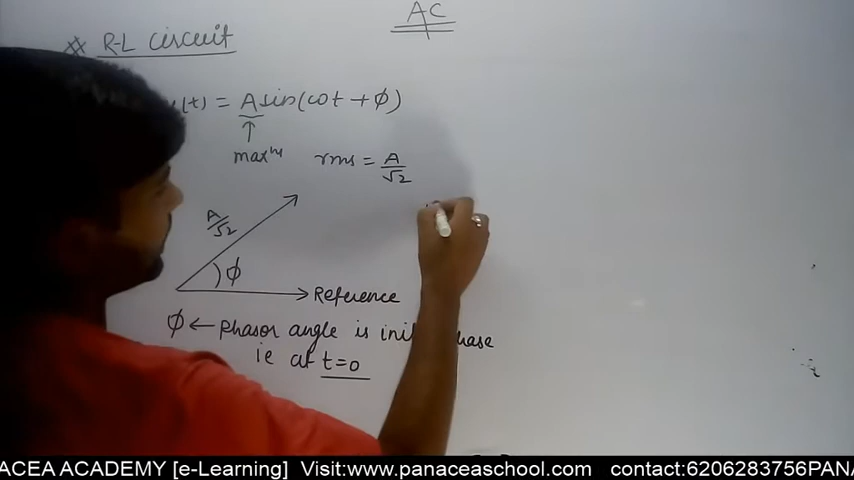 AC
R-L circuit
(t) = A sin(ωt + φ)
↑
max^m rms = A/√2
A/√2
φ
Reference
φ ← phasor angle is ini hase
ie at t=0
ACEA ACADEMY [e-Learning] Visit:www.panaceaschool.com contact:6206283756PANA